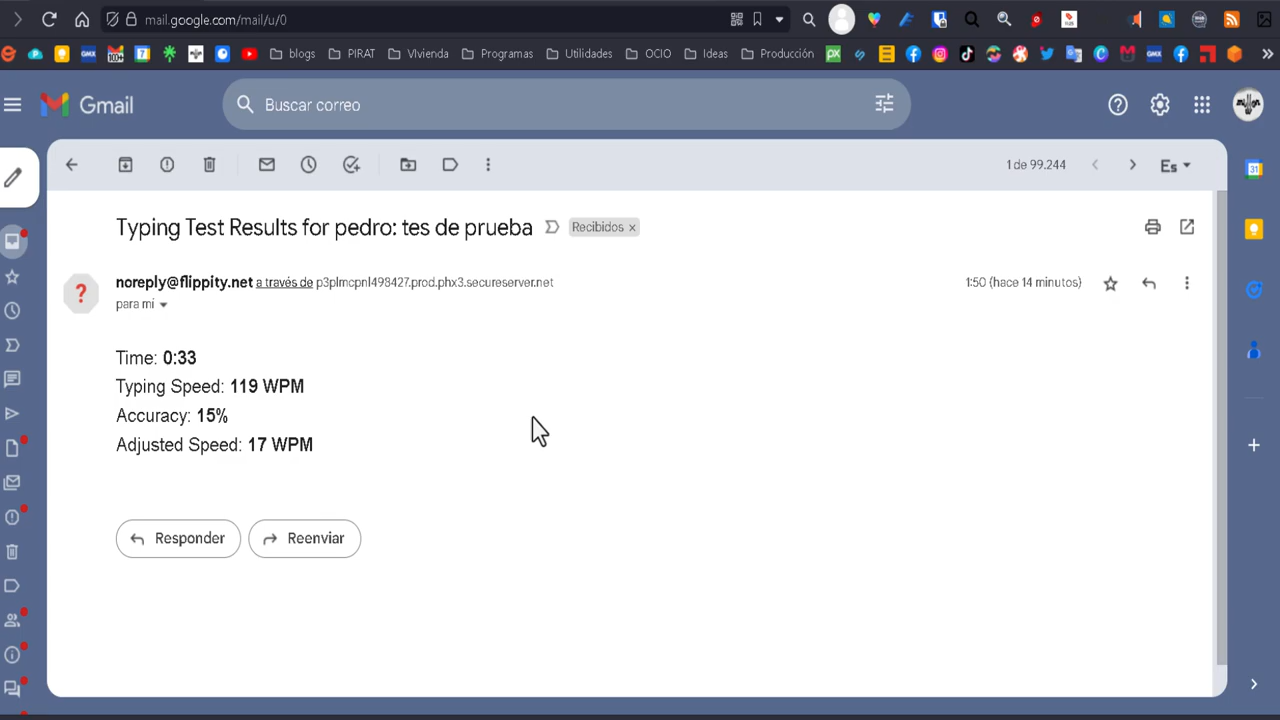 mail.google.com/mail/u/0
blogs PIRAT VIvienda Programas Utilidades OCIO Ideas Producción
Gmail Buscar correo
1 de 99.244 Es
Typing Test Results for pedro: tes de prueba Recibidos ×
noreply@flippity.net a través de p3plmcpnl498427.prod.phx3.secureserver.net 1:50 (hace 14 minutos)
para mí
Time: 0:33
Typing Speed: 119 WPM
Accuracy: 15%
Adjusted Speed: 17 WPM
Responder Reenviar